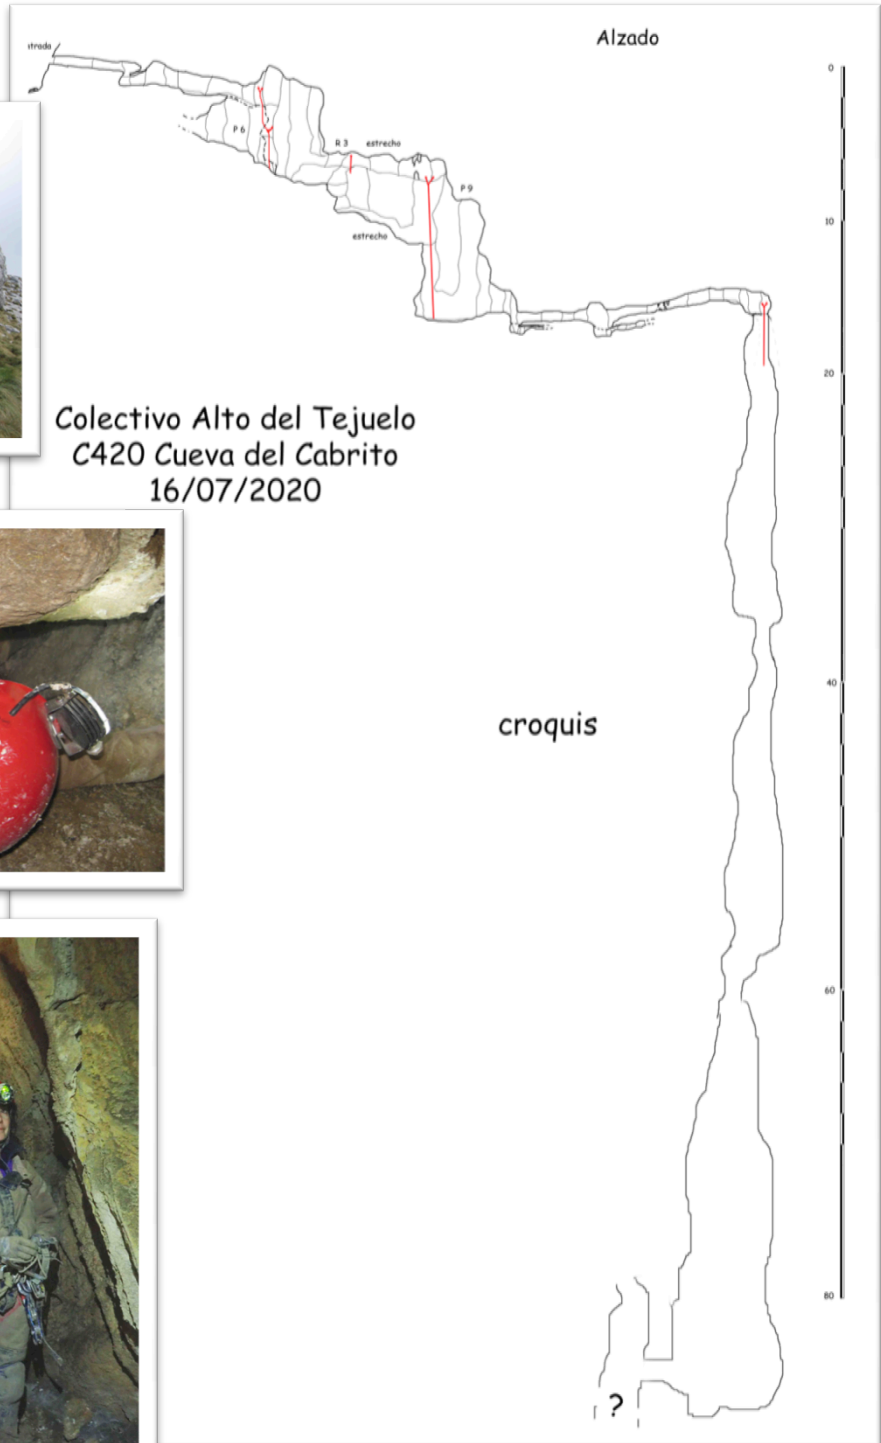 Alzado
strada
0
P 6
R 3
estrecho
P 9
10
estrecho
20
Colectivo Alto del Tejuelo
C420 Cueva del Cabrito
16/07/2020
40
croquis
60
80
?